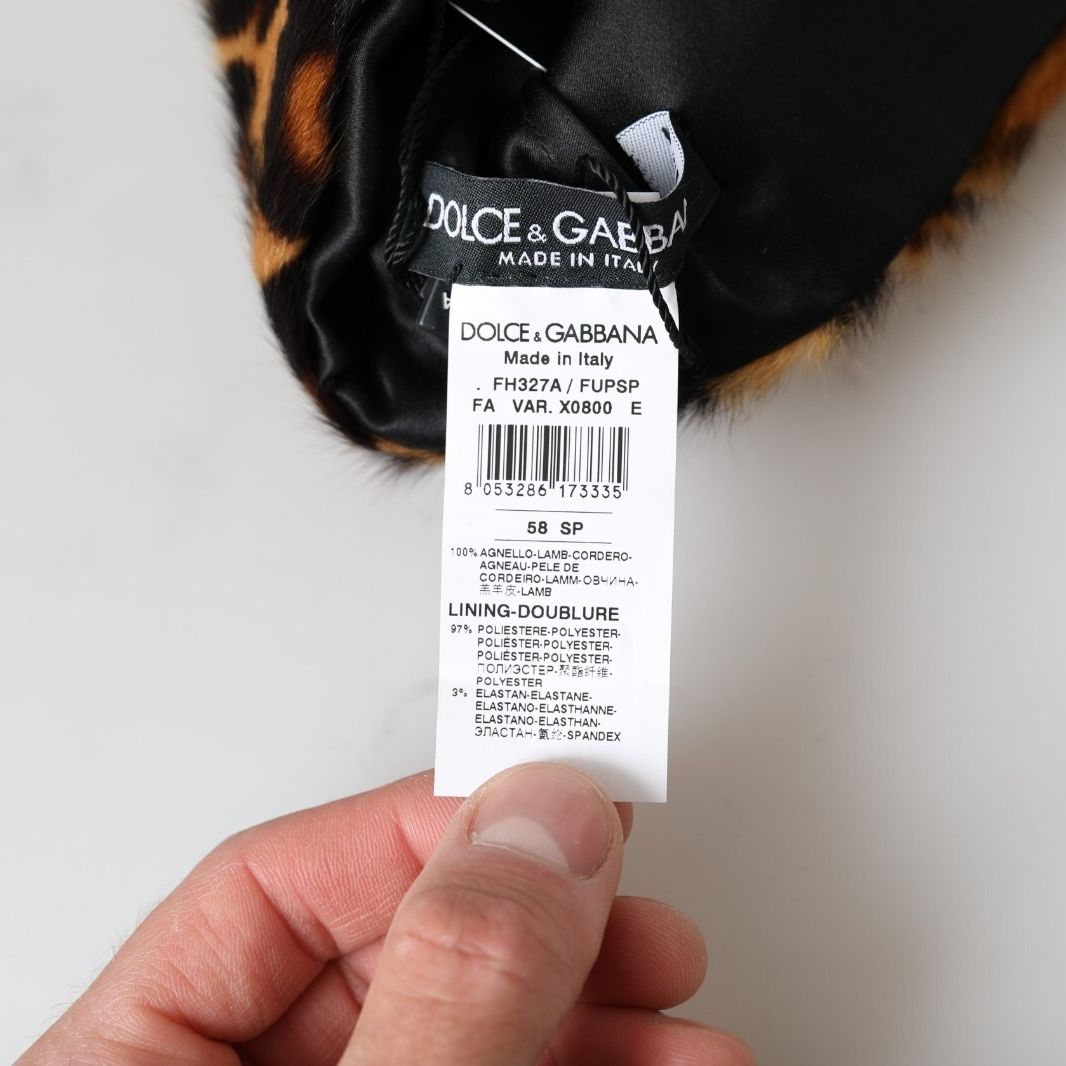 DOLCE & GABBA
MADE IN ITALY
DOLCE & GABBANA
Made in Italy
. FH327A / FUPSP
FA VAR. X0800 E
8 053286 173335
58 SP
100% AGNELLO-LAMB-CORDERO-
AGNEAU-PELE DE
CORDEIRO-LAMM-ОВЧИНА-
羔羊皮-LAMB
LINING-DOUBLURE
97% POLIESTERE-POLYESTER-
POLIÉSTER-POLYESTER-
POLIÉSTER-POLYESTER-
ПОЛИЭСТЕР-聚酯纤维-
POLYESTER
3% ELASTAN-ELASTANE-
ELASTANO-ELASTHANNE-
ELASTANO-ELASTHAN-
ЭЛАСТАН-氨纶-SPANDEX